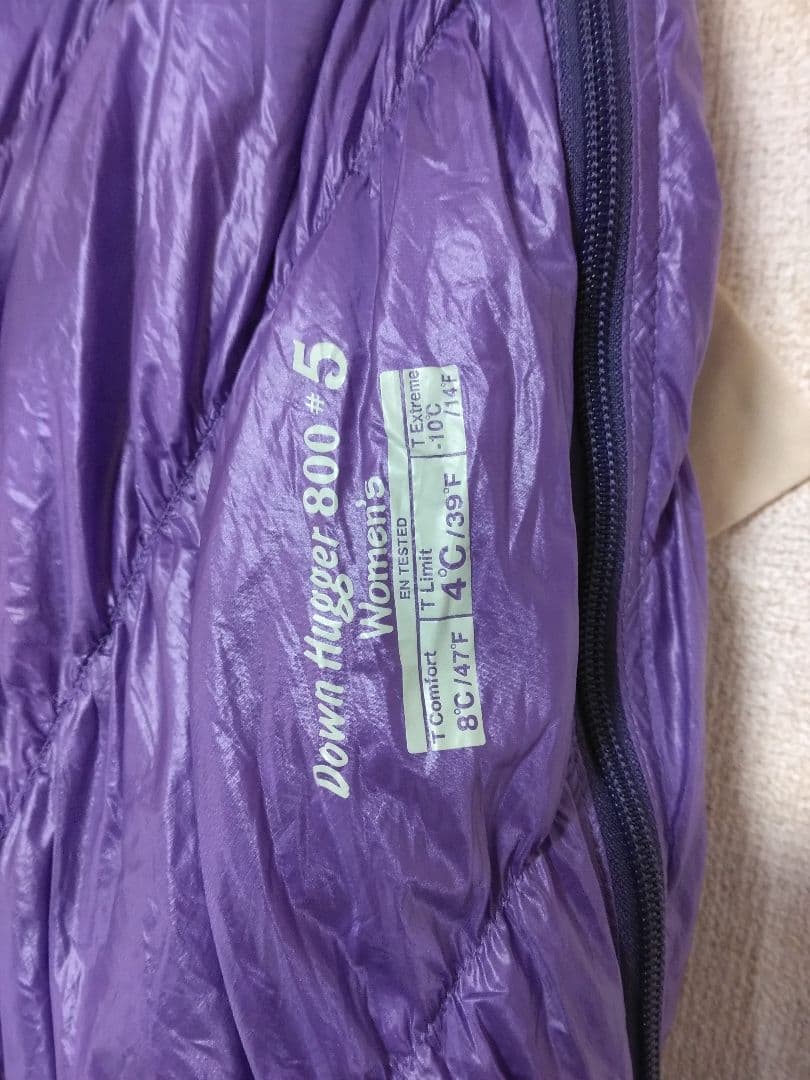 Down Hugger 800 #5
Women's
EN TESTED
T Comfort
8°C/47°F
T Limit
4°C/39°F
T Extreme
-10°C
/14°F